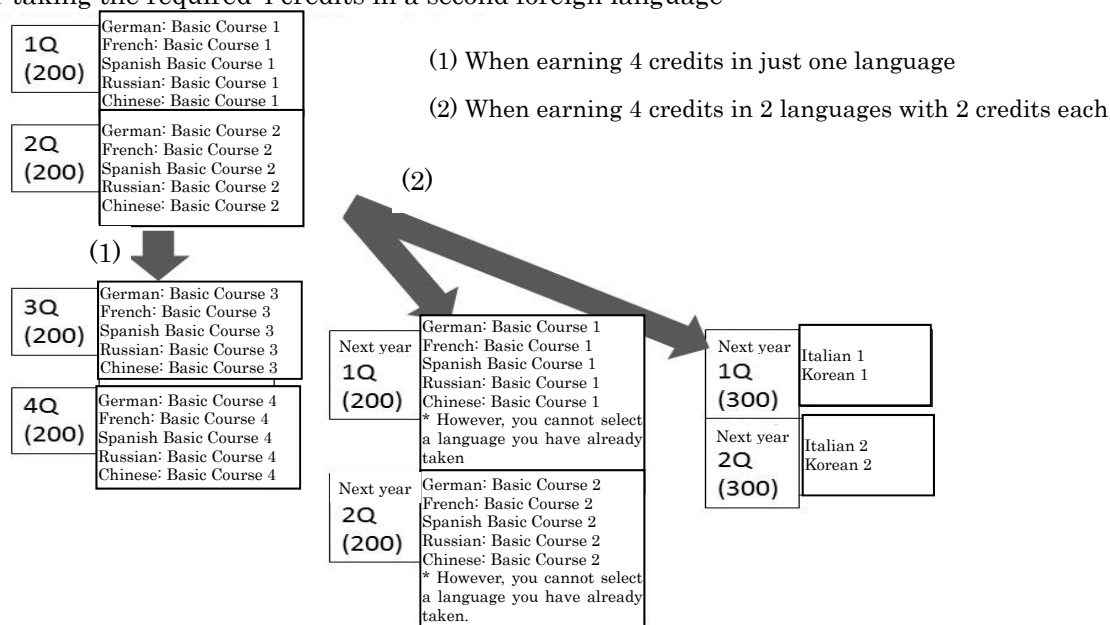 taking the required 4 credits in a second foreign language
1Q
(200)
German: Basic Course 1
French: Basic Course 1
Spanish Basic Course 1
Russian: Basic Course 1
Chinese: Basic Course 1
2Q
(200)
German: Basic Course 2
French: Basic Course 2
Spanish Basic Course 2
Russian: Basic Course 2
Chinese: Basic Course 2
(1) When earning 4 credits in just one language
(2) When earning 4 credits in 2 languages with 2 credits each
(1)
(2)
3Q
(200)
German: Basic Course 3
French: Basic Course 3
Spanish Basic Course 3
Russian: Basic Course 3
Chinese: Basic Course 3
4Q
(200)
German: Basic Course 4
French: Basic Course 4
Spanish Basic Course 4
Russian: Basic Course 4
Chinese: Basic Course 4
Next year
1Q
(200)
German: Basic Course 1
French: Basic Course 1
Spanish Basic Course 1
Russian: Basic Course 1
Chinese: Basic Course 1
* However, you cannot select
a language you have already
taken
Next year
2Q
(200)
German: Basic Course 2
French: Basic Course 2
Spanish Basic Course 2
Russian: Basic Course 2
Chinese: Basic Course 2
* However, you cannot select
a language you have already
taken.
Next year
1Q
(300)
Italian 1
Korean 1
Next year
2Q
(300)
Italian 2
Korean 2